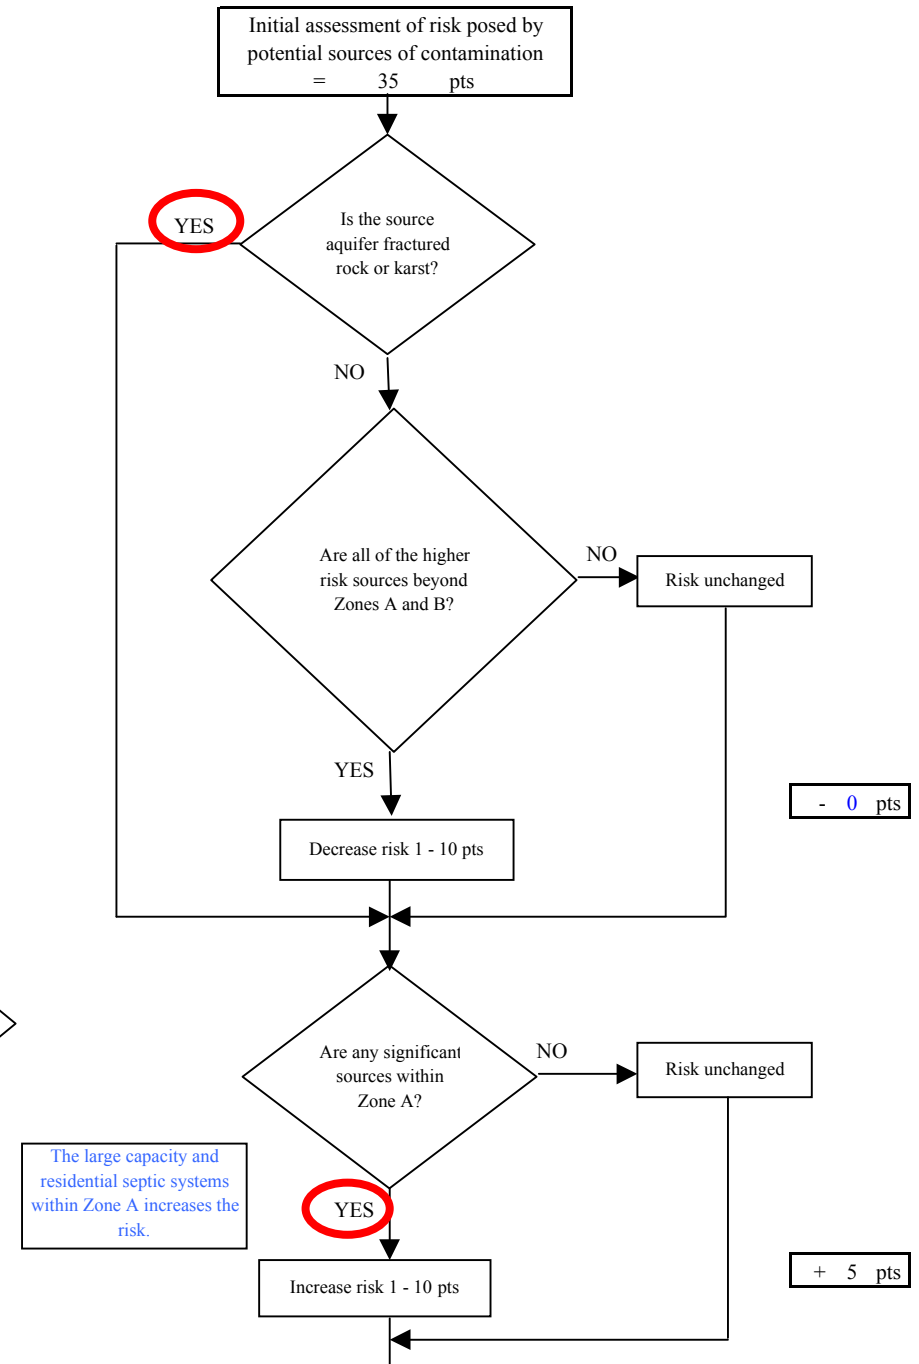 Initial assessment of risk posed by
potential sources of contamination
= 35 pts
YES
Is the source
aquifer fractured
rock or karst?
NO
Are all of the higher
risk sources beyond
Zones A and B?
NO
Risk unchanged
YES
- 0 pts
Decrease risk 1 - 10 pts
Are any significant
sources within
Zone A?
NO
Risk unchanged
The large capacity and
residential septic systems
within Zone A increases the
risk.
YES
+ 5 pts
Increase risk 1 - 10 pts